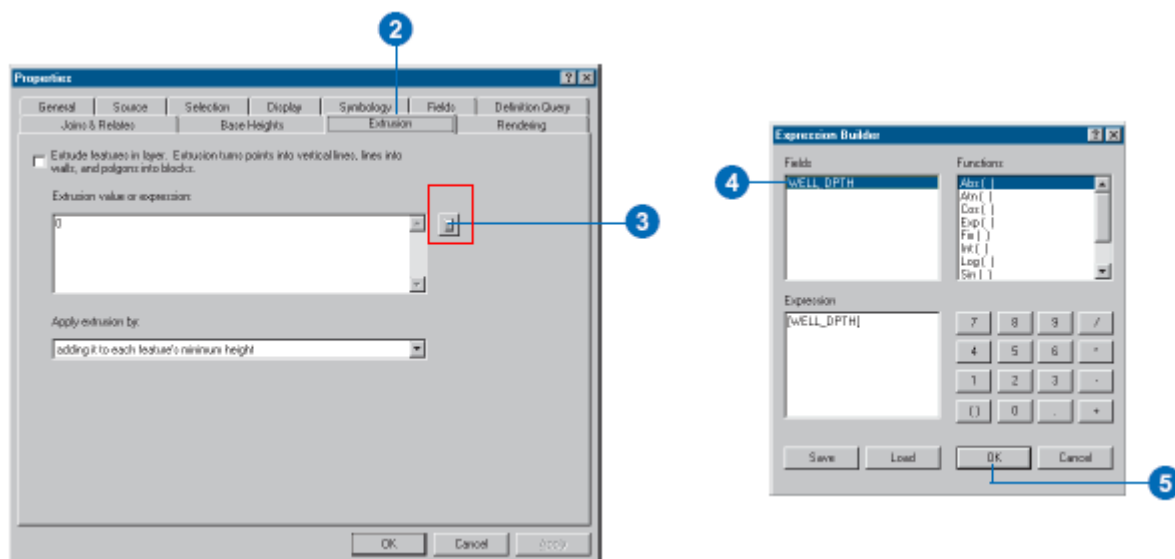 2
Properties
General Source Selection Display Symbology Fields Definition Query
Joins & Relates Base Heights Extrusion Rendering
Extrude features in layer. Extrusion turns points into vertical lines, lines into
walls, and polygons into blocks.
Extrusion value or expression:
0
3
Apply extrusion by:
adding it to each feature's minimum height
OK Cancel Apply
Expression Builder
Fields
4
WELL_DPTH
Functions
Abs( )
Atn( )
Cos( )
Exp( )
Fix( )
Int( )
Log( )
Sin( )
Expression
[WELL_DPTH]
7 8 9 /
4 5 6 *
1 2 3 -
( ) 0 . +
Save Load OK Cancel
5